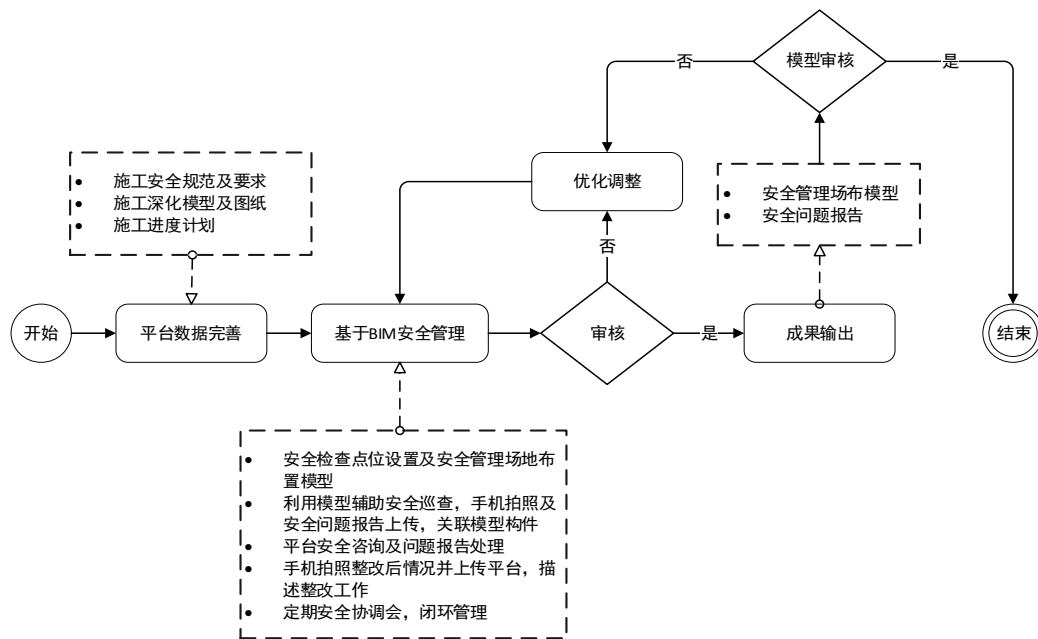 模型审核
否
是
• 施工安全规范及要求
• 施工深化模型及图纸
• 施工进度计划
优化调整
• 安全管理场布模型
• 安全问题报告
否
开始
平台数据完善
基于BIM安全管理
审核
是
成果输出
结束
• 安全检查点位设置及安全管理场地布
置模型
• 利用模型辅助安全巡查，手机拍照及
安全问题报告上传，关联模型构件
• 平台安全咨询及问题报告处理
• 手机拍照整改后情况并上传平台，描
述整改工作
• 定期安全协调会，闭环管理